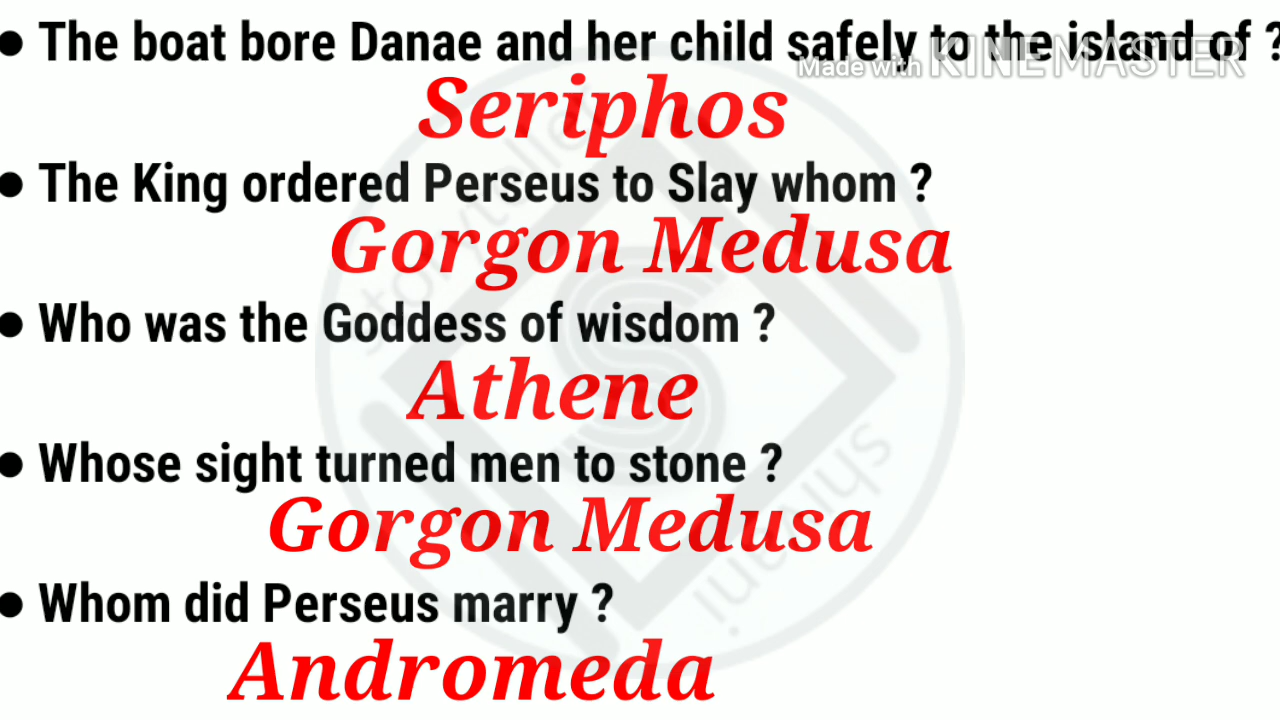 • The boat bore Danae and her child safely to the island of ?
Made with KINEMASTER
Seriphos
• The King ordered Perseus to Slay whom ?
Gorgon Medusa
• Who was the Goddess of wisdom ?
Athene
• Whose sight turned men to stone ?
Gorgon Medusa
• Whom did Perseus marry ?
Andromeda